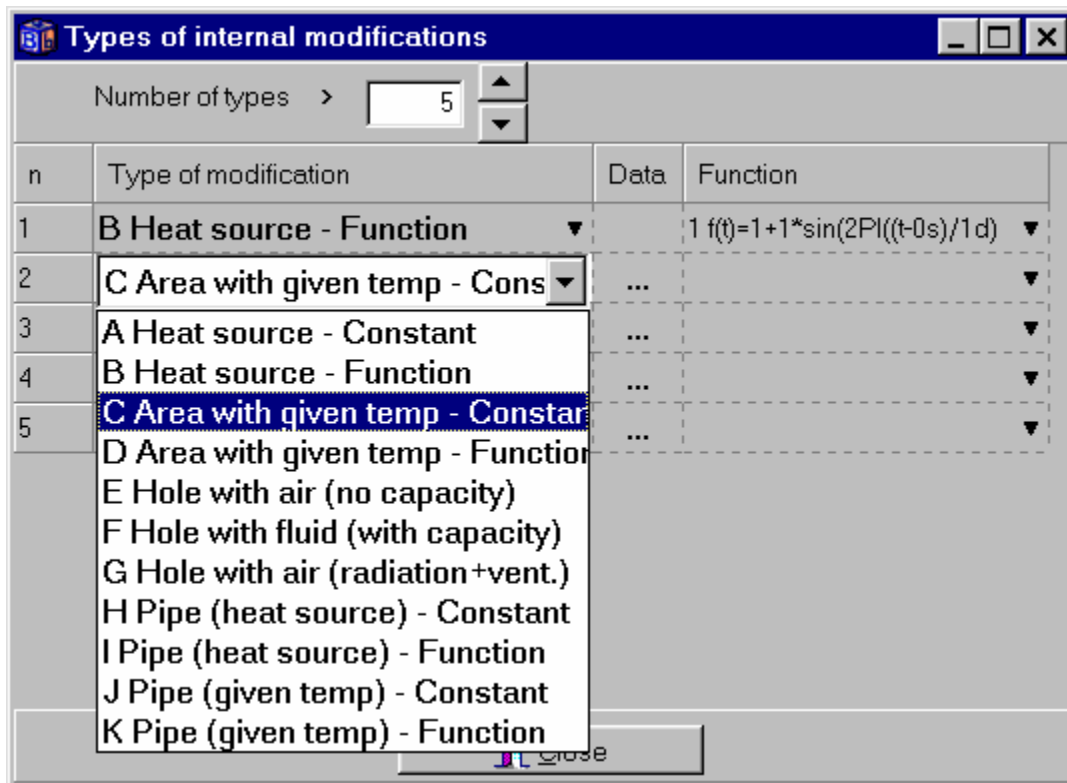 Types of internal modifications
Number of types > 5
n Type of modification Data Function
1 B Heat source - Function 1 f(t)=1+1*sin(2PI((t-0s)/1d)
2 C Area with given temp - Cons ...
3 ...
4 ...
5 ...
A Heat source - Constant
B Heat source - Function
C Area with given temp - Constan
D Area with given temp - Function
E Hole with air (no capacity)
F Hole with fluid (with capacity)
G Hole with air (radiation+vent.)
H Pipe (heat source) - Constant
I Pipe (heat source) - Function
J Pipe (given temp) - Constant
K Pipe (given temp) - Function
Close